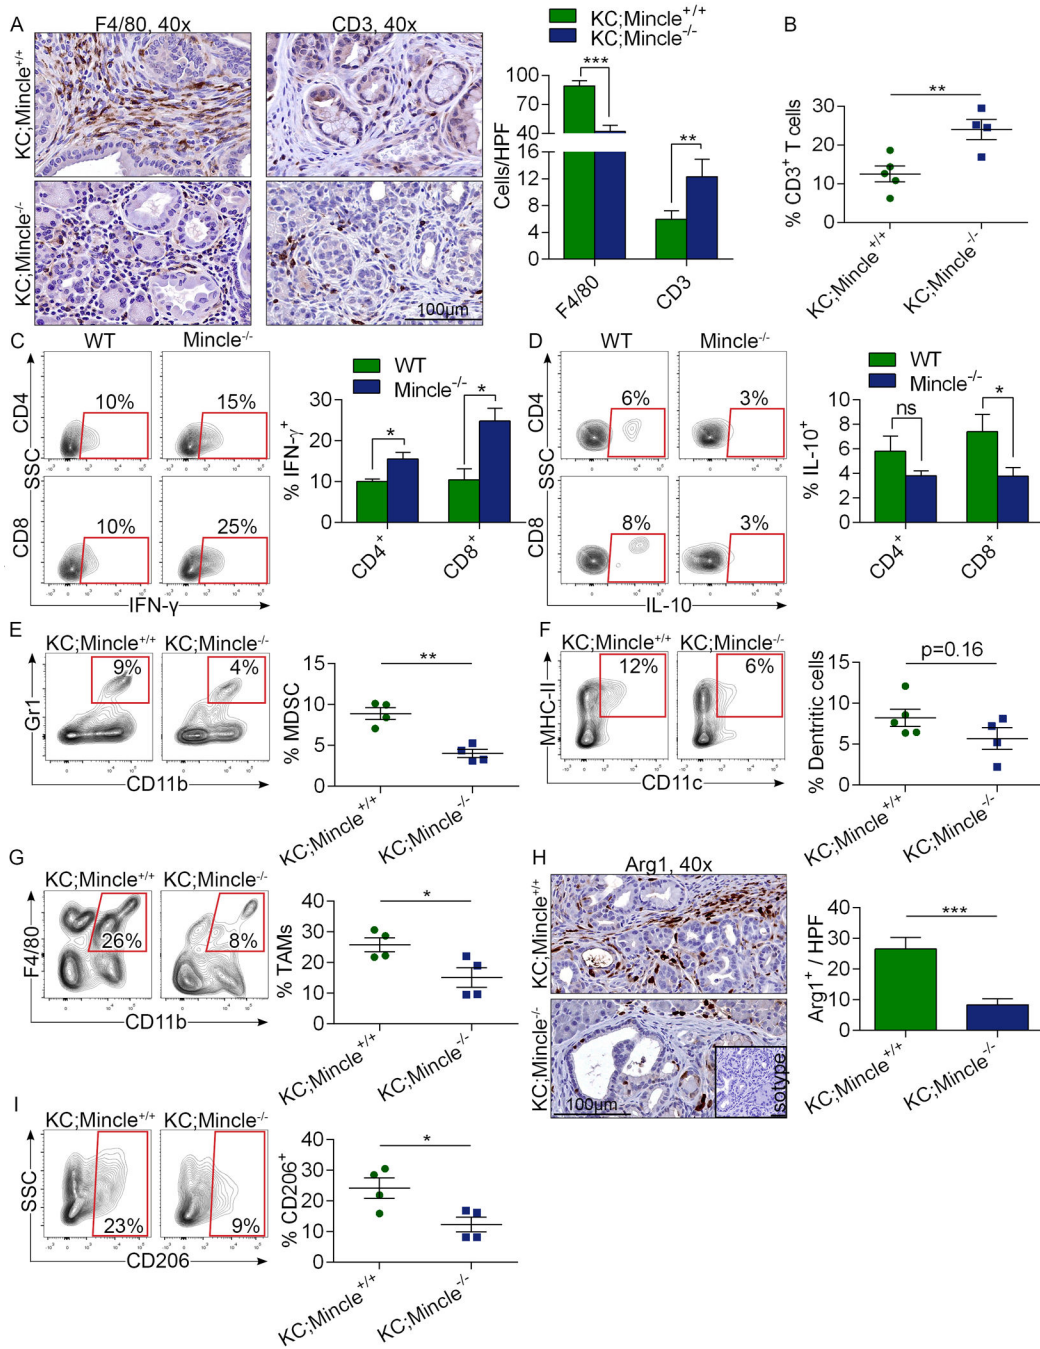 A
F4/80, 40x
CD3, 40x
KC;Mincle+/+
KC;Mincle-/-
100µm
KC;Mincle+/+
KC;Mincle-/-
Cells/HPF
100
80
60
40
16
12
8
4
0
***
**
F4/80
CD3
B
% CD3+ T cells
30
20
10
0
**
KC;Mincle+/+
KC;Mincle-/-
C
WT
Mincle-/-
CD4
SSC
CD8
10%
15%
10%
25%
IFN-γ
WT
Mincle-/-
% IFN-γ+
30
20
10
0
*
*
CD4+
CD8+
D
WT
Mincle-/-
CD4
SSC
CD8
6%
3%
8%
3%
IL-10
WT
Mincle-/-
% IL-10+
10
8
6
4
2
0
ns
*
CD4+
CD8+
E
KC;Mincle+/+
KC;Mincle-/-
9%
4%
Gr1
CD11b
% MDSC
15
10
5
0
**
KC;Mincle+/+
KC;Mincle-/-
F
KC;Mincle+/+
KC;Mincle-/-
12%
6%
MHC-II
CD11c
% Dentritic cells
15
10
5
0
p=0.16
KC;Mincle+/+
KC;Mincle-/-
G
KC;Mincle+/+
KC;Mincle-/-
26%
8%
F4/80
CD11b
% TAMs
40
30
20
10
0
*
KC;Mincle+/+
KC;Mincle-/-
H
Arg1, 40x
KC;Mincle+/+
KC;Mincle-/-
100µm
Isotype
Arg1+ / HPF
40
30
20
10
0
***
KC;Mincle+/+
KC;Mincle-/-
I
KC;Mincle+/+
KC;Mincle-/-
23%
9%
SSC
CD206
% CD206+
40
30
20
10
0
*
KC;Mincle+/+
KC;Mincle-/-